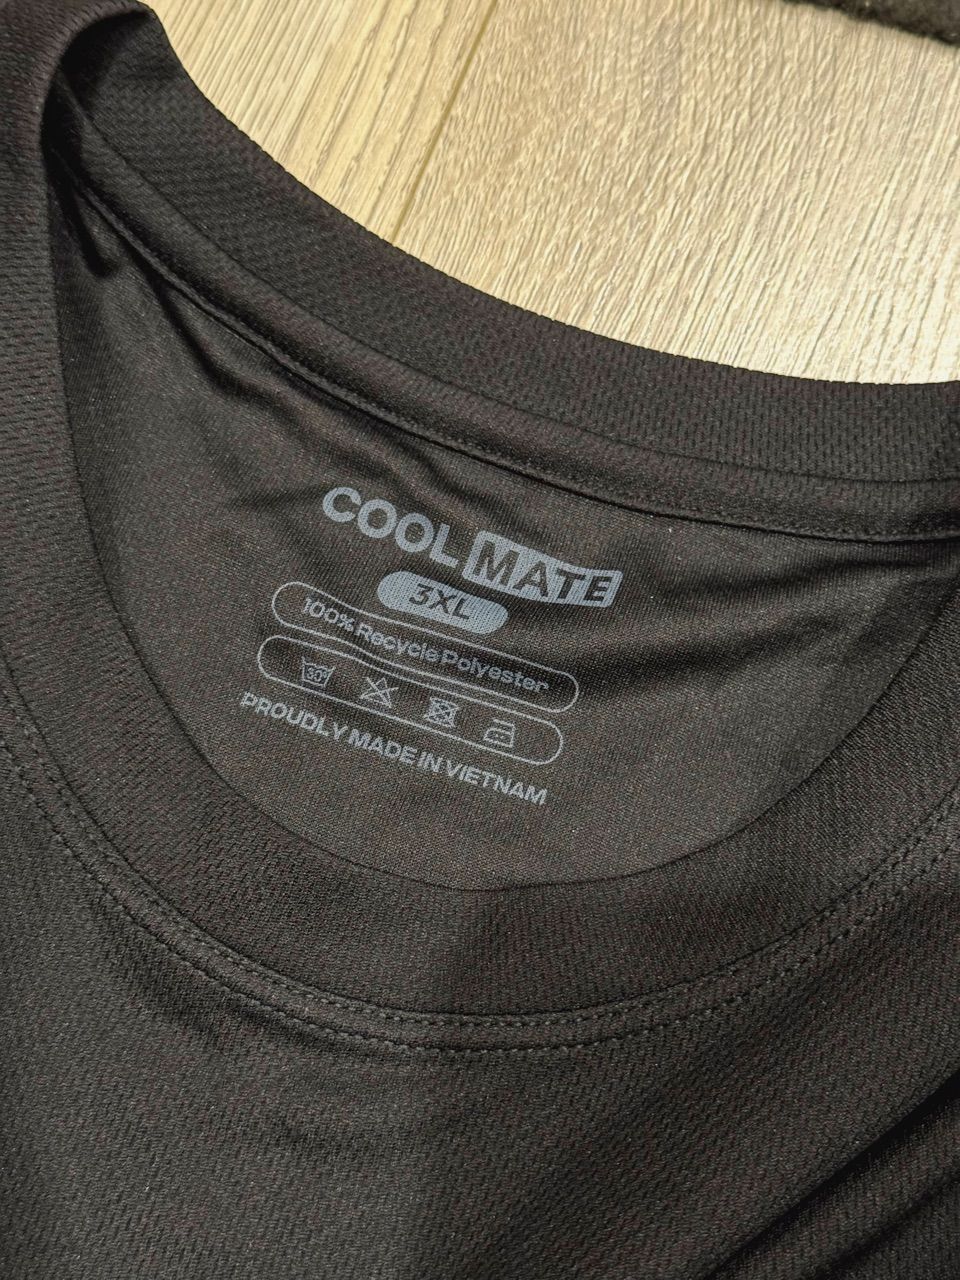 COOLMATE
3XL
100% Recycle Polyester
30°
PROUDLY MADE IN VIETNAM